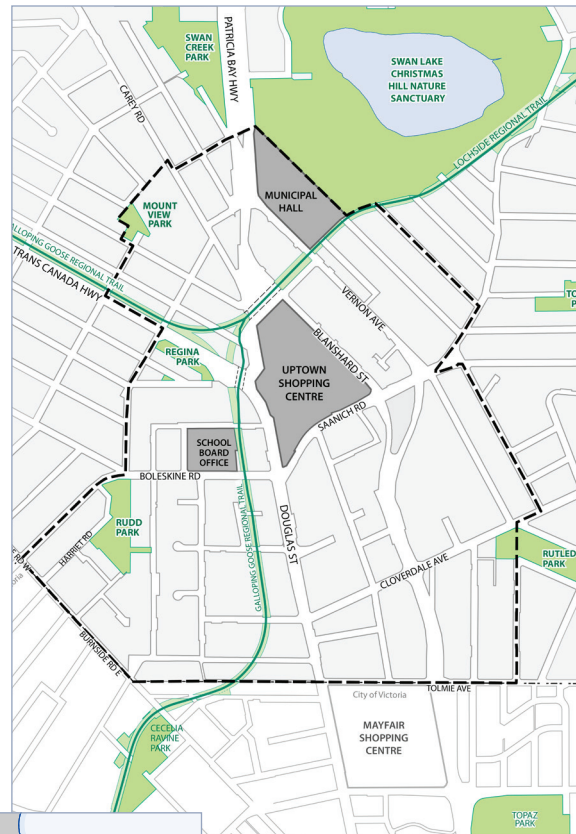 SWAN
CREEK
PARK
PATRICIA BAY HWY
SWAN LAKE
CHRISTMAS
HILL NATURE
SANCTUARY
CAREY RD
LOCHSIDE REGIONAL TRAIL
MUNICIPAL
HALL
MOUNT
VIEW
PARK
GALLOPING GOOSE REGIONAL TRAIL
TRANS CANADA HWY
VERNON AVE
BLANSHARD ST
REGINA
PARK
UPTOWN
SHOPPING
CENTRE
SAANICH RD
SCHOOL
BOARD
OFFICE
BOLESKINE RD
GALLOPING GOOSE REGIONAL TRAIL
DOUGLAS ST
RUDD
PARK
HARRIET RD
CLOVERDALE AVE
PARK
BURNSIDE RD E
TOLMIE AVE
City of Victoria
MAYFAIR
SHOPPING
CENTRE
CECELIA
RAVINE
PARK
TOPAZ
PARK